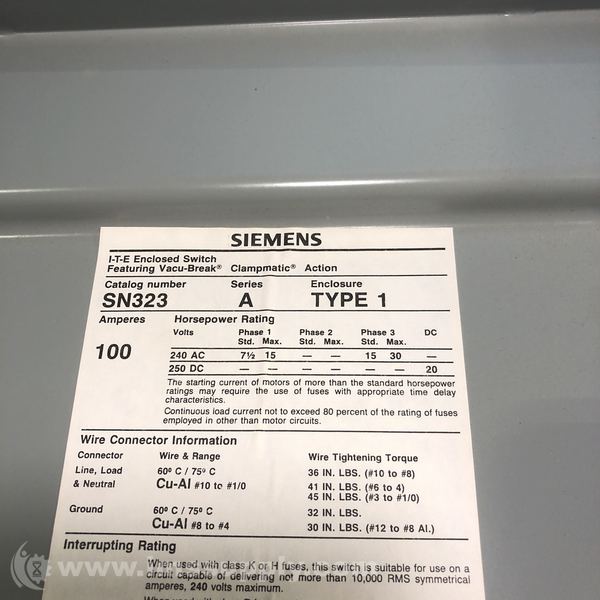 SIEMENS
I-T-E Enclosed Switch
Featuring Vacu-Break® Clampmatic® Action
Catalog number Series Enclosure
SN323 A TYPE 1
Amperes Horsepower Rating
Volts Phase 1 Phase 2 Phase 3 DC
Std. Max. Std. Max. Std. Max.
100
240 AC 7½ 15 — — 15 30 —
250 DC — — — — — — 20
The starting current of motors of more than the standard horsepower
ratings may require the use of fuses with appropriate time delay
characteristics.
Continuous load current not to exceed 80 percent of the rating of fuses
employed in other than motor circuits.
Wire Connector Information
Connector Wire & Range Wire Tightening Torque
Line, Load 60° C / 75° C 36 IN. LBS. (#10 to #8)
& Neutral Cu-Al #10 to #1/0 41 IN. LBS. (#6 to 4)
45 IN. LBS. (#3 to #1/0)
Ground 60° C / 75° C 32 IN. LBS.
Cu-Al #8 to #4 30 IN. LBS. (#12 to #8 Al.)
Interrupting Rating
When used with class K or H fuses, this switch is suitable for use on a
circuit capable of delivering not more than 10,000 RMS symmetrical
amperes, 240 volts maximum.